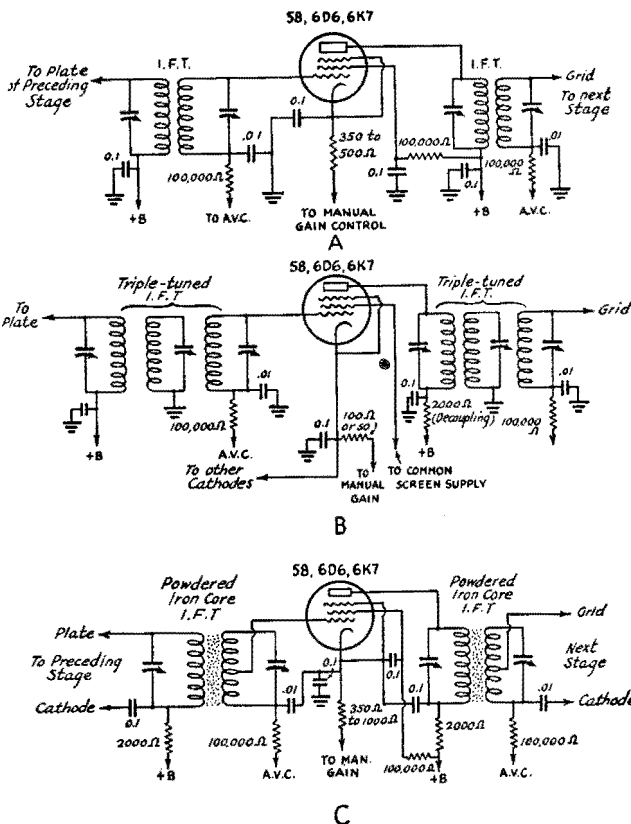 58, 6D6, 6K7
I.F.T.
I.F.T.
To Plate
of Preceding
Stage
Grid
To next
Stage
0.1
.01
0.1
350 to
500Ω
100,000Ω
0.1
0.1
.01
100,000Ω
100,000
Ω
+B
TO A.V.C.
TO MANUAL
GAIN CONTROL
+B
A.V.C.
A
58, 6D6, 6K7
Triple-tuned
I.F.T
Triple-tuned
I.F.T.
To
Plate
Grid
.01
0.1
.01
100,000Ω
0.1
100Ω
or so
2000Ω
(Decoupling)
100,000
Ω
+B
A.V.C.
+B
To other
Cathodes
TO
MANUAL
GAIN
TO COMMON
SCREEN SUPPLY
B
58, 6D6, 6K7
Powdered
Iron Core
I.F.T
Powdered
Iron Core
I.F.T
Plate
Grid
To Preceding
Stage
Next
Stage
Cathode
0.1
.01
0.1
0.1
0.1
.01
Cathode
2000Ω
100,000Ω
350Ω
to 1000Ω
2000Ω
100,000Ω
+B
A.V.C.
TO MAN.
GAIN
100,000Ω
+B
A.V.C.
C